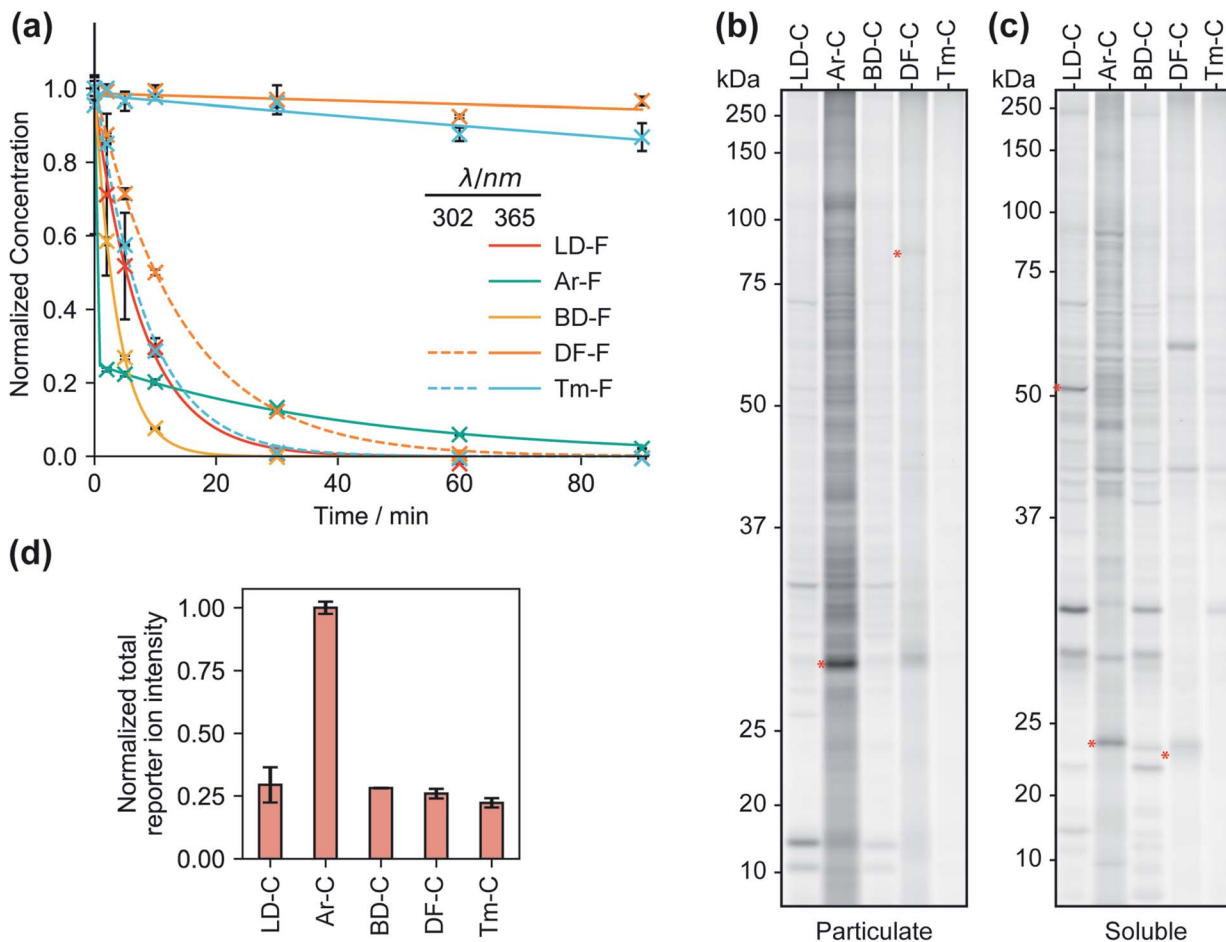 (a)
Normalized Concentration
1.0
0.8
0.6
0.4
0.2
0.0
0
20
40
60
80
Time / min
λ/nm
302 365
LD-F
Ar-F
BD-F
DF-F
Tm-F
(b)
LD-C
Ar-C
BD-C
DF-C
Tm-C
kDa
250
150
100
75
50
37
25
20
10
*
*
Particulate
(c)
LD-C
Ar-C
BD-C
DF-C
Tm-C
kDa
250
150
100
75
50
37
25
20
10
*
*
*
Soluble
(d)
Normalized total
reporter ion intensity
1.00
0.75
0.50
0.25
0.00
LD-C
Ar-C
BD-C
DF-C
Tm-C